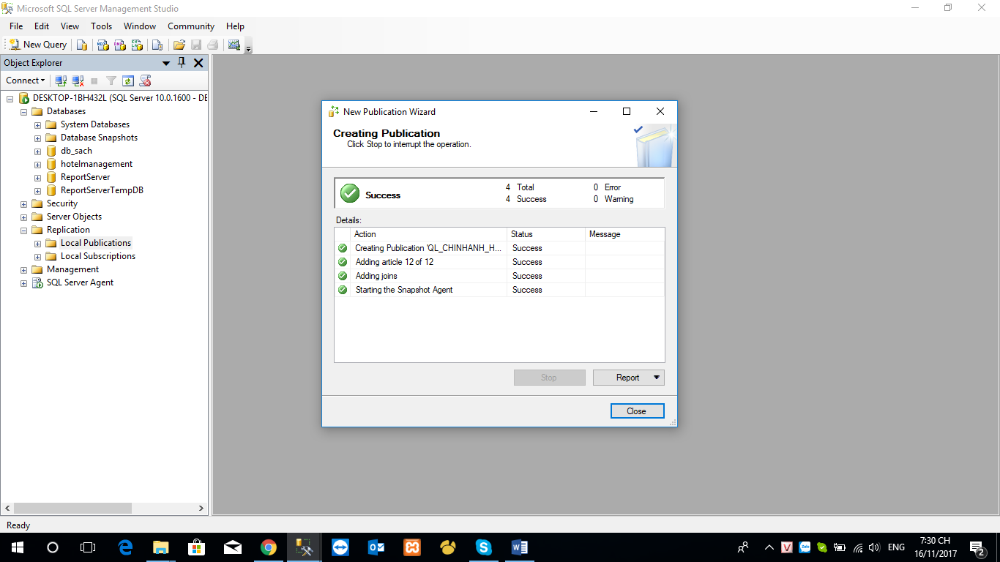 Microsoft SQL Server Management Studio
File Edit View Tools Window Community Help
New Query
Object Explorer
Connect
DESKTOP-1BH432L (SQL Server 10.0.1600 - DE
Databases
System Databases
Database Snapshots
db_sach
hotelmanagement
ReportServer
ReportServerTempDB
Security
Server Objects
Replication
Local Publications
Local Subscriptions
Management
SQL Server Agent
New Publication Wizard
Creating Publication
Click Stop to interrupt the operation.
Success
4 Total 0 Error
4 Success 0 Warning
Details:
Action Status Message
Creating Publication 'QL_CHINHANH_H... Success
Adding article 12 of 12 Success
Adding joins Success
Starting the Snapshot Agent Success
Stop Report
Close
Ready
ENG
7:30 CH
16/11/2017
2